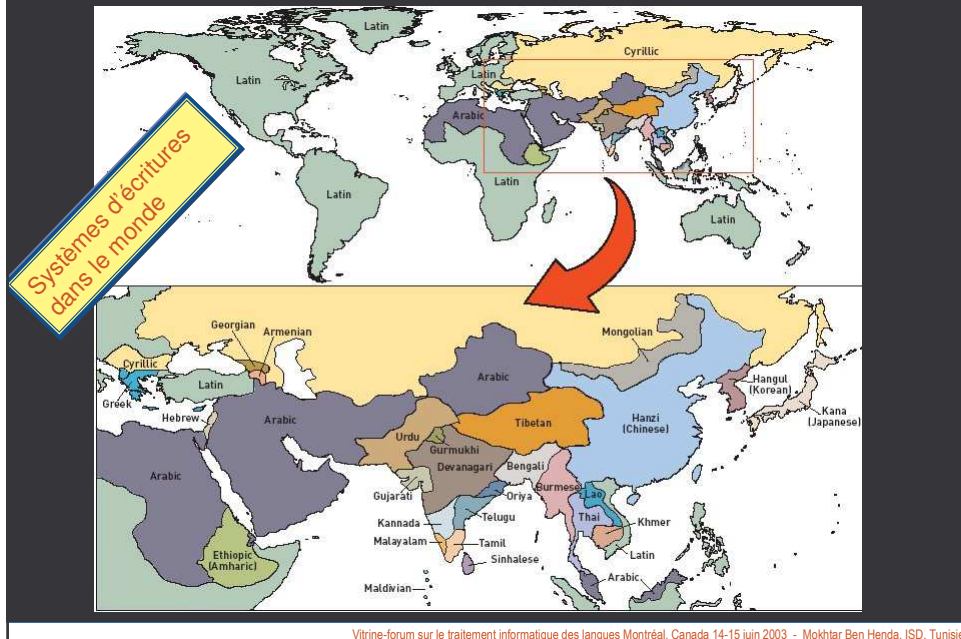 Systèmes d'écritures
dans le monde
Latin
Cyrillic
Latin
Latin
Arabic
Latin
Latin
Latin
Georgian
Armenian
Mongolian
Cyrillic
Latin
Arabic
Hangul
(Korean)
Greek
Hebrew
Arabic
Tibetan
Hanzi
(Chinese)
Kana
(Japanese)
Urdu
Gurmukhi
Devanagari
Bengali
Arabic
Gujarati
Oriya
Burmese
Lao
Kannada
Telugu
Thai
Khmer
Malayalam
Tamil
Sinhalese
Latin
Ethiopic
(Amharic)
Maldivian
Arabic
Vitrine-forum sur le traitement informatique des langues Montréal, Canada 14-15 juin 2003 - Mokhtar Ben Henda, ISD, Tunisie